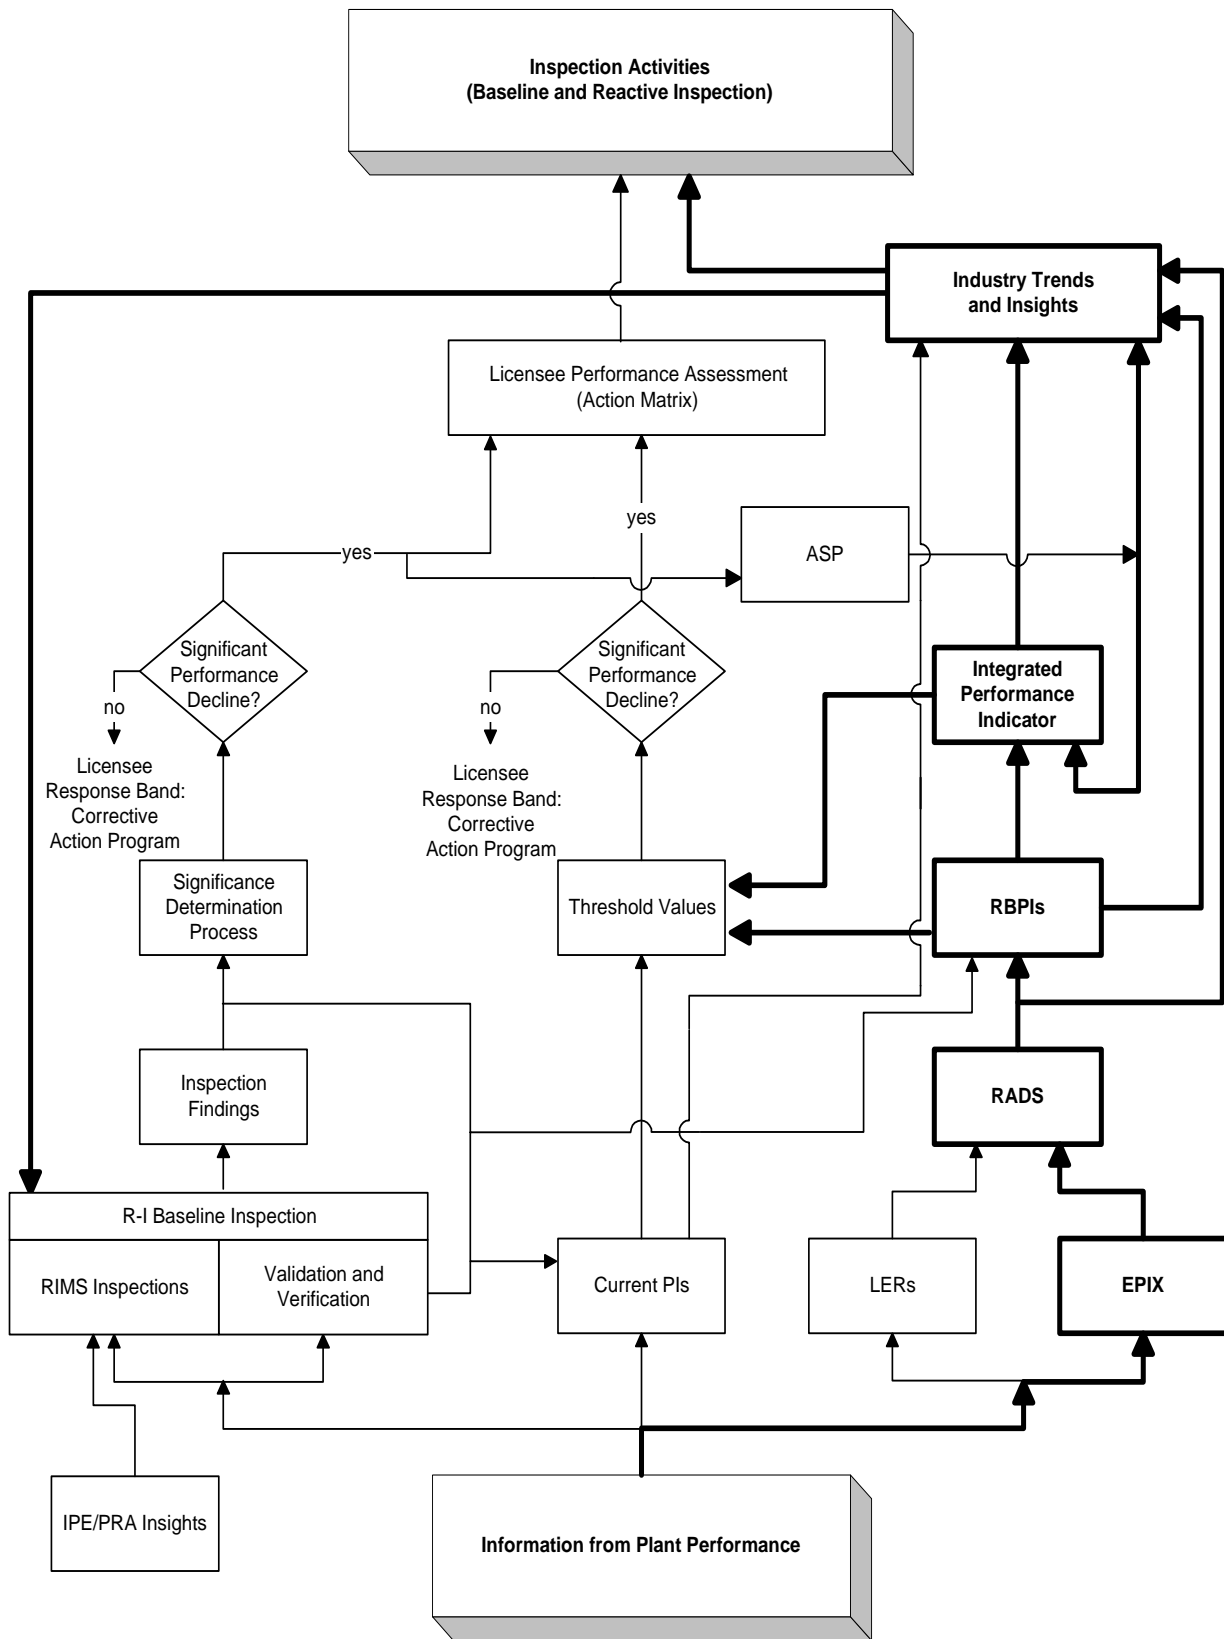 Inspection Activities
(Baseline and Reactive Inspection)
Industry Trends
and Insights
Licensee Performance Assessment
(Action Matrix)
yes
yes
ASP
Significant
Performance
Decline?
Significant
Performance
Decline?
Integrated
Performance
Indicator
no
no
Licensee
Response Band:
Corrective
Action Program
Licensee
Response Band:
Corrective
Action Program
Significance
Determination
Process
Threshold Values
RBPIs
Inspection
Findings
RADS
R-I Baseline Inspection
RIMS Inspections
Validation and
Verification
Current PIs
LERs
EPIX
IPE/PRA Insights
Information from Plant Performance